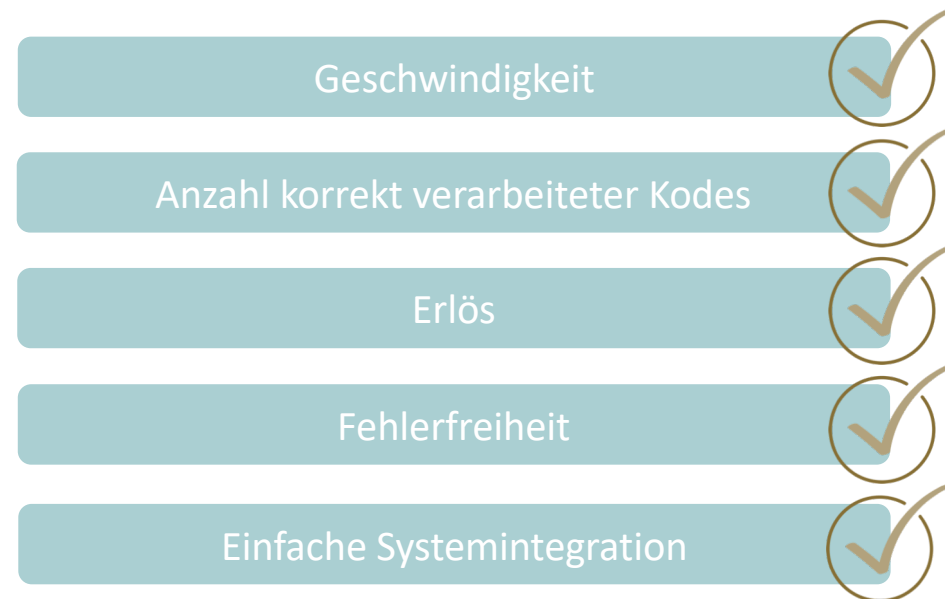 Geschwindigkeit
Anzahl korrekt verarbeiteter Kodes
Erlös
Fehlerfreiheit
Einfache Systemintegration